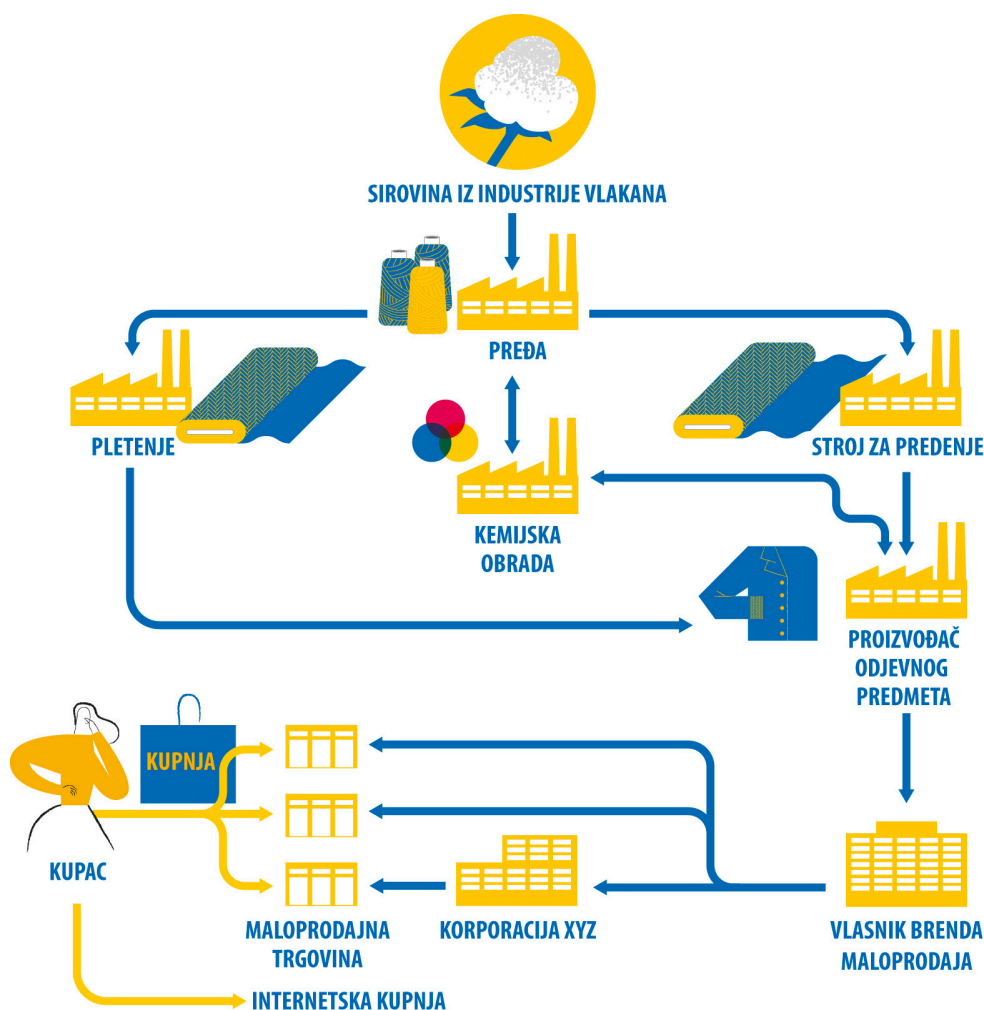 SIROVINA IZ INDUSTRIJE VLAKANA
PREĐA
PLETENJE
STROJ ZA PREDENJE
KEMIJSKA
OBRADA
PROIZVOĐAČ
ODJEVNOG
PREDMETA
KUPNJA
KUPAC
MALOPRODAJNA
TRGOVINA
KORPORACIJA XYZ
VLASNIK BRENDA
MALOPRODAJA
INTERNETSKA KUPNJA